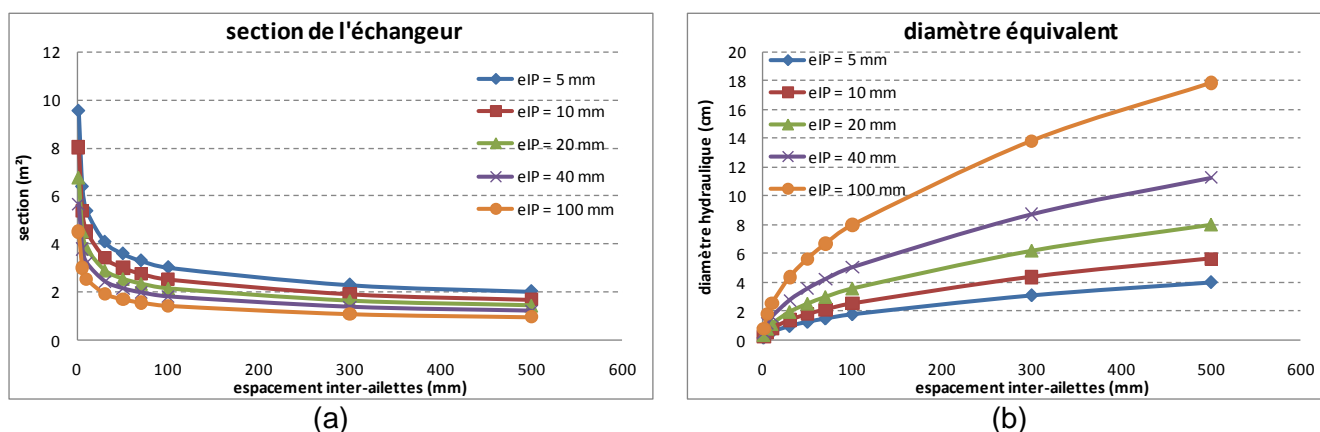 section de l'échangeur
12
10
8
6
4
2
0
section (m²)
eIP = 5 mm
eIP = 10 mm
eIP = 20 mm
eIP = 40 mm
eIP = 100 mm
0 100 200 300 400 500 600
espacement inter-ailettes (mm)
(a)
diamètre équivalent
20
18
16
14
12
10
8
6
4
2
0
diamètre hydraulique (cm)
eIP = 5 mm
eIP = 10 mm
eIP = 20 mm
eIP = 40 mm
eIP = 100 mm
0 100 200 300 400 500 600
espacement inter-ailettes (mm)
(b)